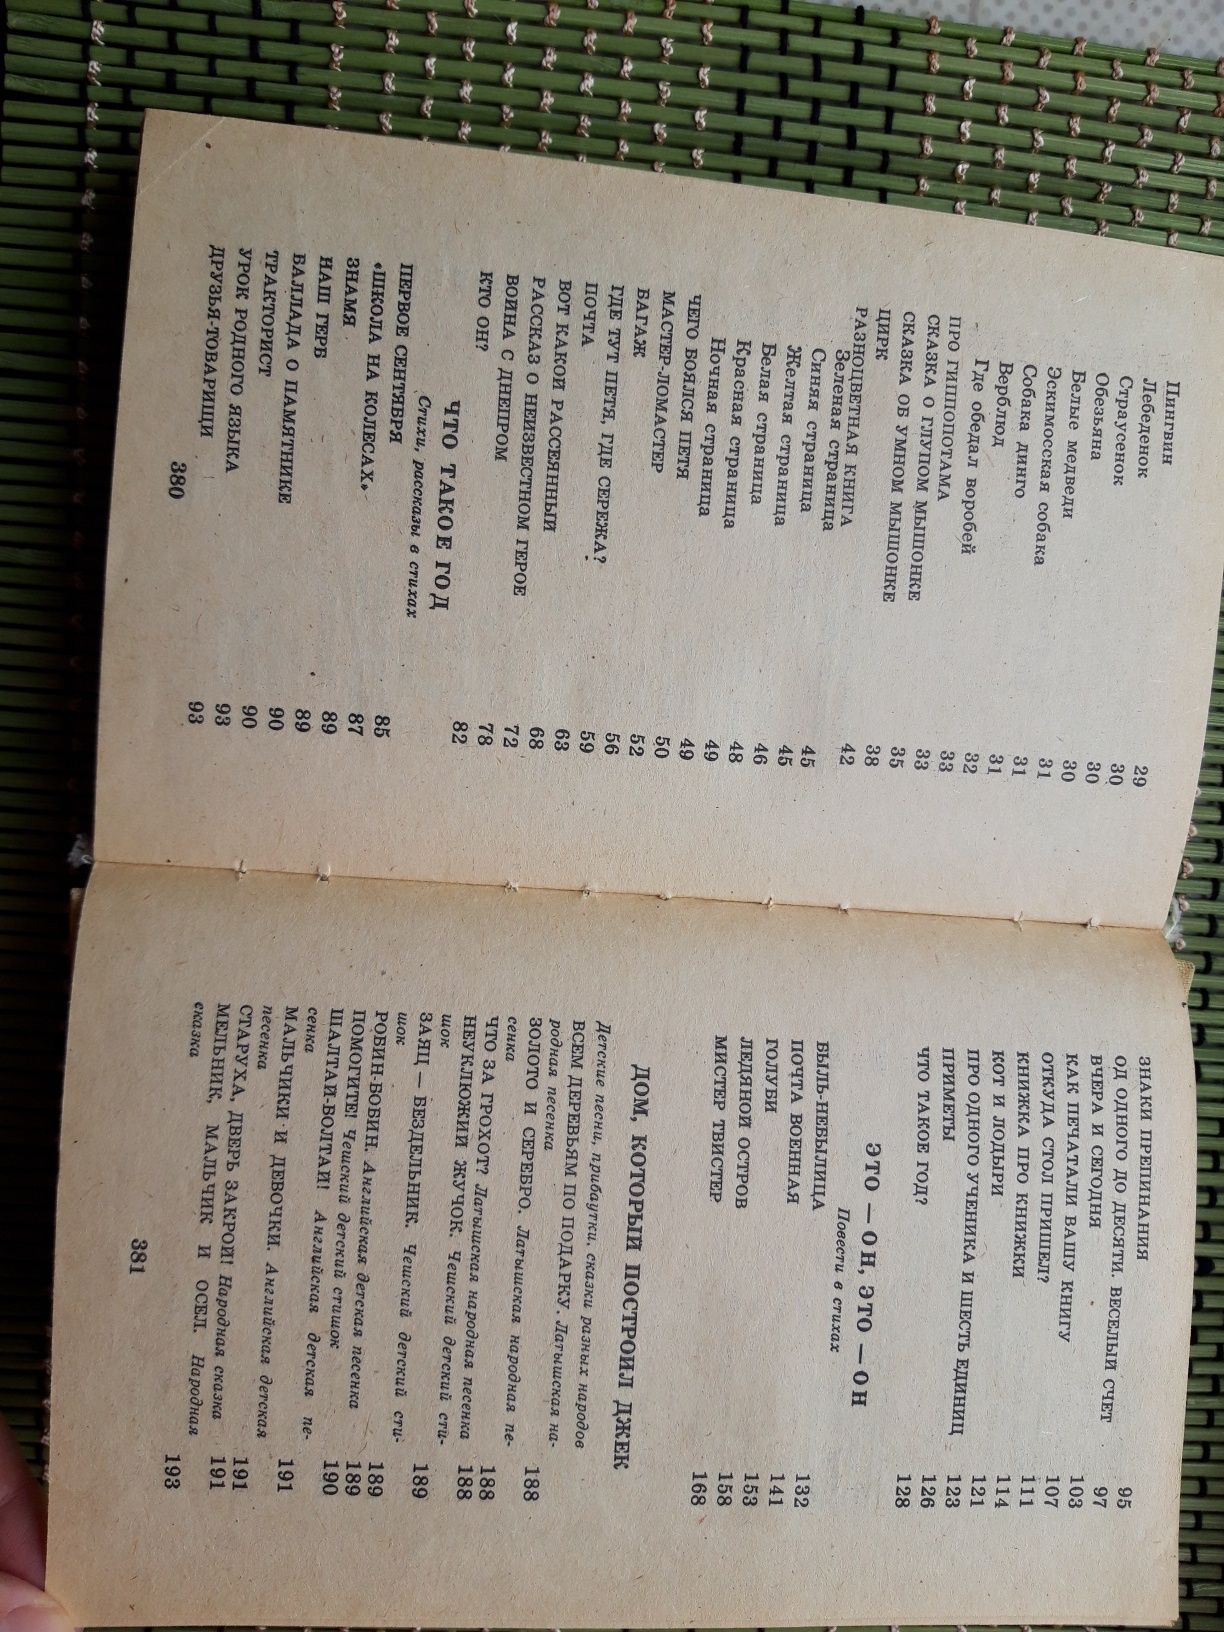 Пингвин 29
Лебеденок 30
Страусенок 30
Обезьяна 30
Белые медведи 31
Эскимосская собака 31
Собака динго 31
Верблюд 32
Где обедал воробей 33
ПРО ГИППОПОТАМА 33
СКАЗКА О ГЛУПОМ МЫШОНКЕ 35
СКАЗКА ОБ УМНОМ МЫШОНКЕ 38
ЦИРК 42
РАЗНОЦВЕТНАЯ КНИГА
Зеленая страница 45
Синяя страница 45
Желтая страница 46
Белая страница 48
Красная страница 49
Ночная страница 49
ЧЕГО БОЯЛСЯ ПЕТЯ 50
МАСТЕР-ЛОМАСТЕР 52
БАГАЖ 56
ГДЕ ТУТ ПЕТЯ, ГДЕ СЕРЕЖА? 59
ПОЧТА 63
ВОТ КАКОЙ РАССЕЯННЫЙ 68
РАССКАЗ О НЕИЗВЕСТНОМ ГЕРОЕ 72
ВОЙНА С ДНЕПРОМ 78
КТО ОН? 82
ЧТО ТАКОЕ ГОД
Стихи, рассказы в стихах
ПЕРВОЕ СЕНТЯБРЯ 85
«ШКОЛА НА КОЛЕСАХ» 87
ЗНАМЯ 89
НАШ ГЕРБ 89
БАЛЛАДА О ПАМЯТНИКЕ 90
ТРАКТОРИСТ 90
УРОК РОДНОГО ЯЗЫКА 93
ДРУЗЬЯ-ТОВАРИЩИ 93
380
ЗНАКИ ПРЕПИНАНИЯ 95
ОД ОДНОГО ДО ДЕСЯТИ. ВЕСЕЛЫЙ СЧЕТ 97
ВЧЕРА И СЕГОДНЯ 103
КАК ПЕЧАТАЛИ ВАШУ КНИГУ 107
ОТКУДА СТОЛ ПРИШЕЛ? 111
КНИЖКА ПРО КНИЖКИ 114
КОТ И ЛОДЫРИ 121
ПРО ОДНОГО УЧЕНИКА И ШЕСТЬ ЕДИНИЦ 123
ПРИМЕТЫ 126
ЧТО ТАКОЕ ГОД? 128
ЭТО — ОН, ЭТО — ОН
Повести в стихах
БЫЛЬ-НЕБЫЛИЦА 132
ПОЧТА ВОЕННАЯ 141
ГОЛУБИ 153
ЛЕДЯНОЙ ОСТРОВ 158
МИСТЕР ТВИСТЕР 168
ДОМ, КОТОРЫЙ ПОСТРОИЛ ДЖЕК
Детские песни, прибаутки, сказки разных народов
ВСЕМ ДЕРЕВЬЯМ ПО ПОДАРКУ. Латышская на-
родная песенка 188
ЗОЛОТО И СЕРЕБРО. Латышская народная пе-
сенка 188
ЧТО ЗА ГРОХОТ? Латышская народная песенка 188
НЕУКЛЮЖИЙ ЖУЧОК. Чешский детский сти-
шок 189
ЗАЯЦ — БЕЗДЕЛЬНИК. Чешский детский сти-
шок 189
РОБИН-БОБИН. Английская детская песенка 189
ПОМОГИТЕ! Чешский детский стишок 190
ШАЛТАЙ-БОЛТАЙ! Английская детская пе-
сенка 191
МАЛЬЧИКИ И ДЕВОЧКИ. Английская детская
песенка 191
СТАРУХА, ДВЕРЬ ЗАКРОЙ! Народная сказка 191
МЕЛЬНИК, МАЛЬЧИК И ОСЕЛ. Народная
сказка 193
381